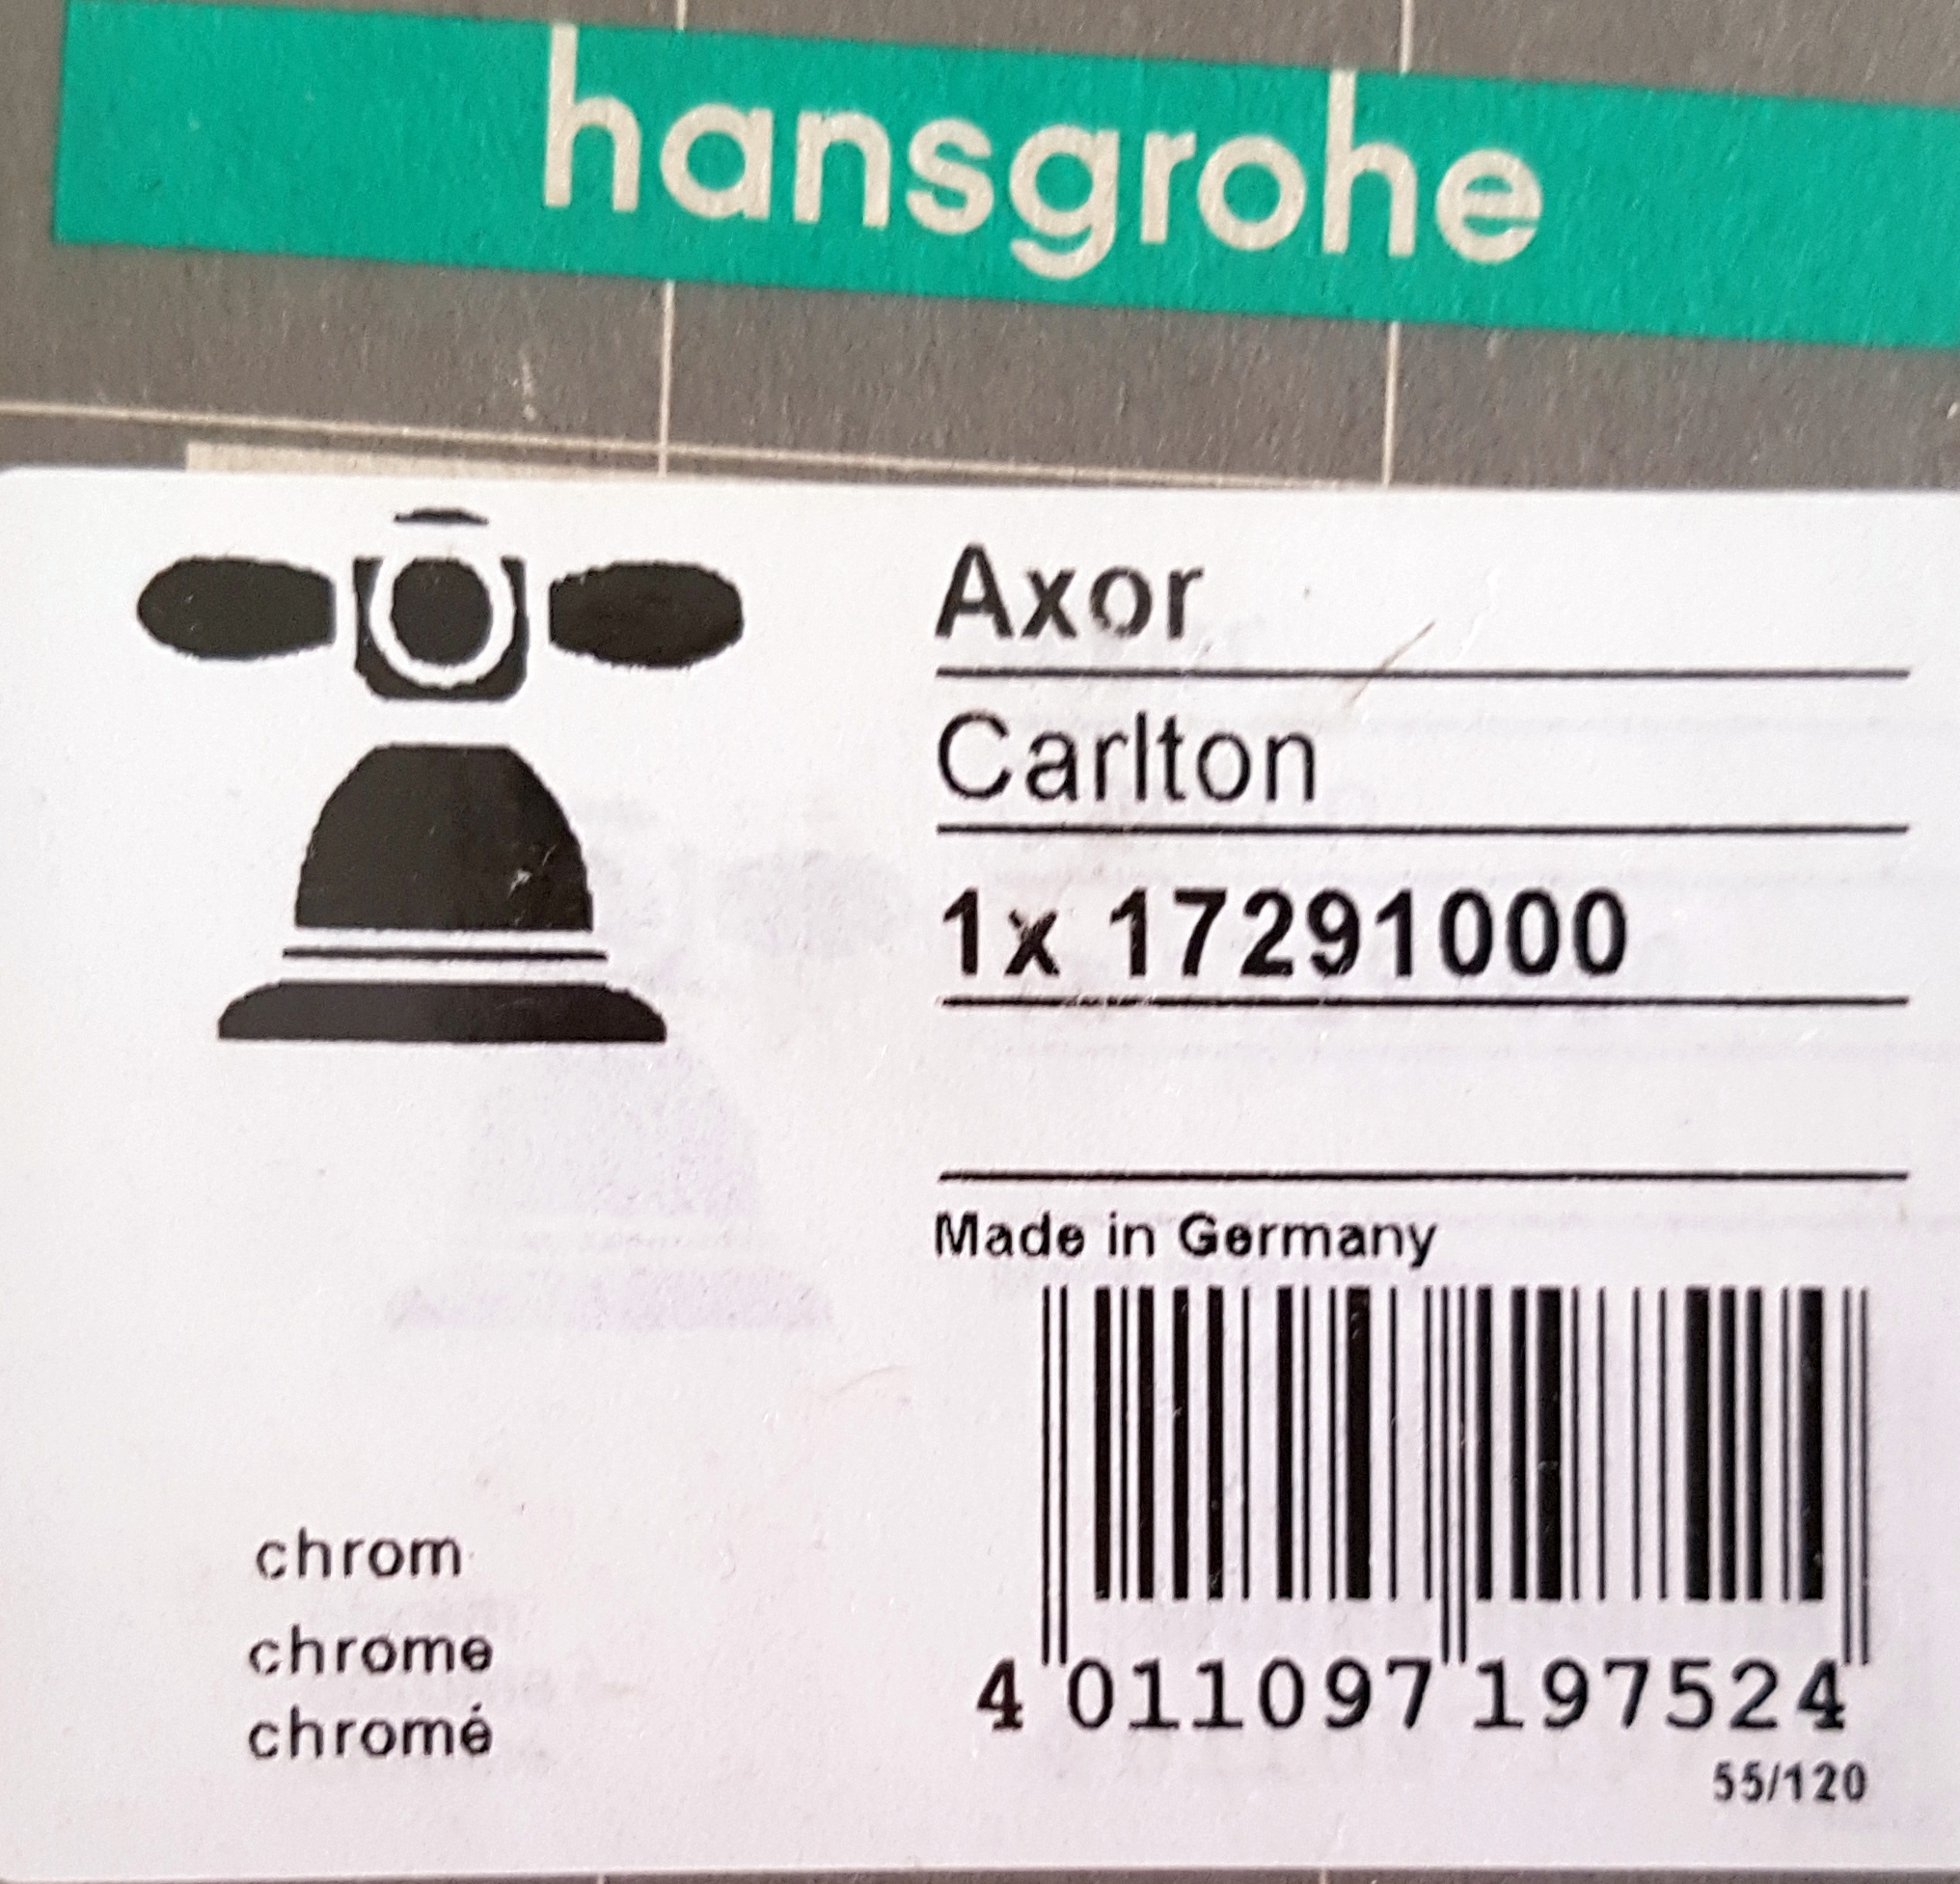 hansgrohe
Axor
Carlton
1x 17291000
Made in Germany
4 011097 197524
55/120
chrom
chrome
chromé